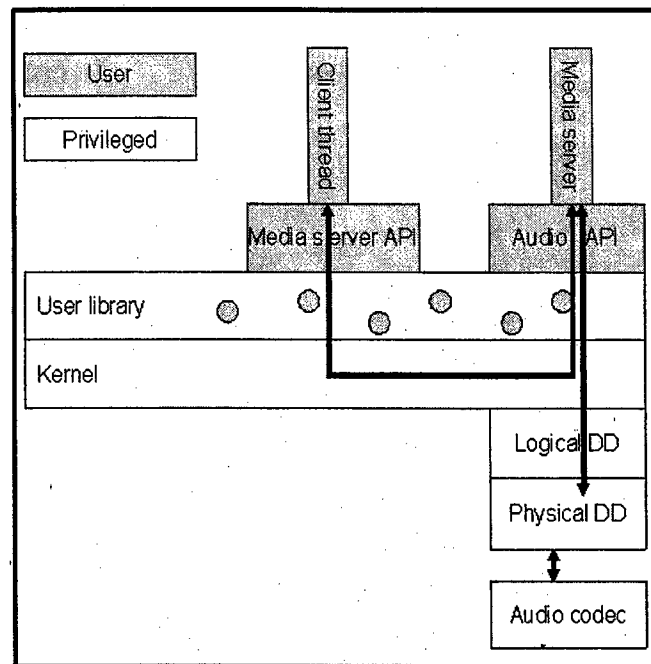 User
Privileged
Client thread
Media server
Media server API
Audio API
User library
Kernel
Logical DD
Physical DD
Audio codec